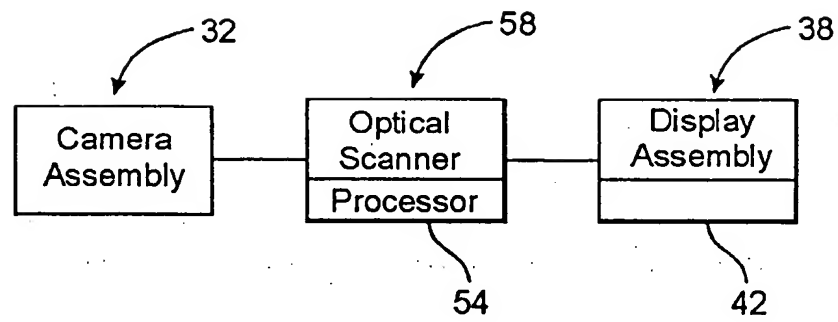 32
58
38
Camera
Assembly
Optical
Scanner
Processor
Display
Assembly
54
42